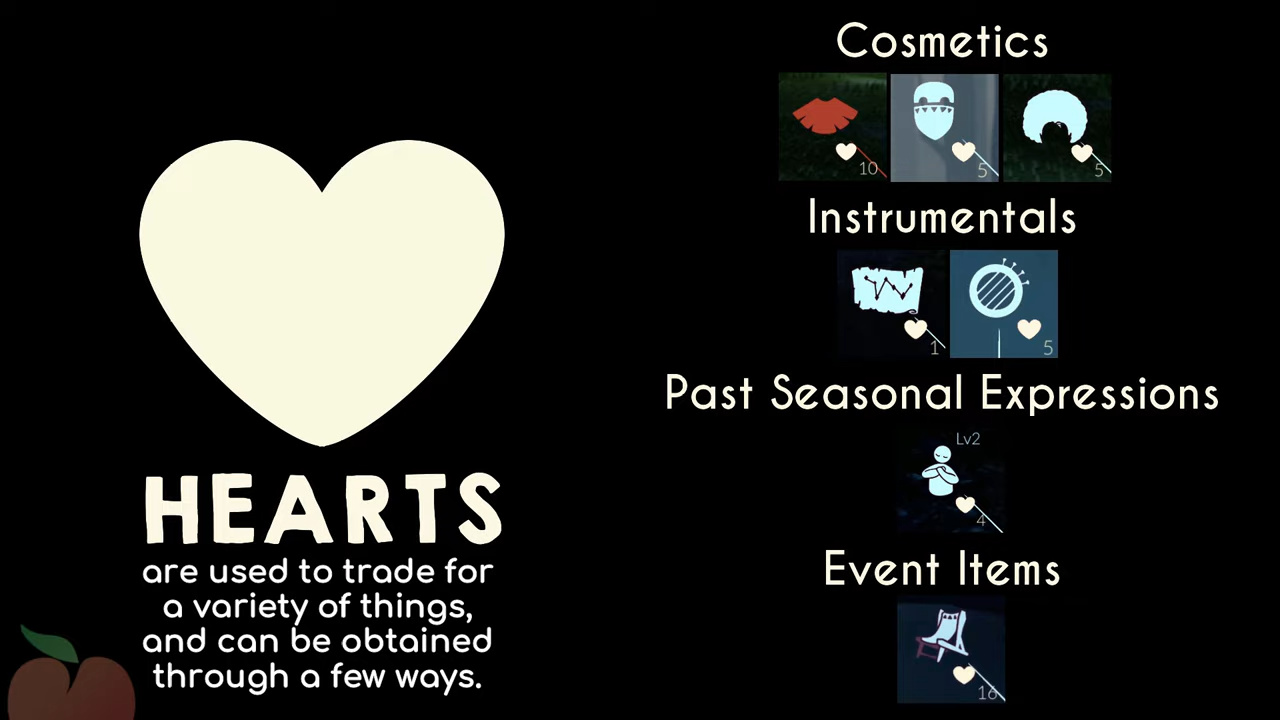 Cosmetics
10
5
5
Instrumentals
1
5
Past Seasonal Expressions
Lv2
4
Event Items
16
HEARTS
are used to trade for
a variety of things,
and can be obtained
through a few ways.